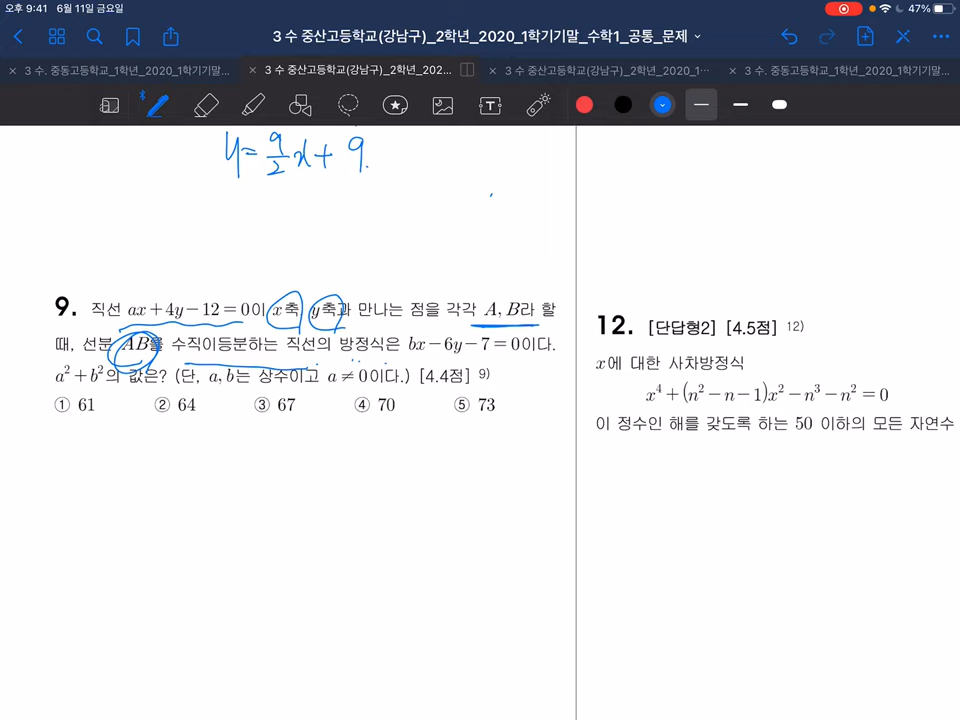 오후 9:41 6월 11일 금요일
47%
3 수 중산고등학교(강남구)_2학년_2020_1학기기말_수학1_공통_문제
3 수. 중동고등학교_1학년_2020_1학기기말...
3 수 중산고등학교(강남구)_2학년_202...
3 수 중산고등학교(강남구)_2학년_2020_1...
3 수. 중동고등학교_1학년_2020_1학기기말...
y = 9/2 x + 9.
9. 직선 ax+4y−12=0이 x축, y축과 만나는 점을 각각 A, B라 할
때, 선분 AB를 수직이등분하는 직선의 방정식은 bx−6y−7=0이다.
a²+b²의 값은? (단, a, b는 상수이고 a≠0이다.) [4.4점] 9)
① 61 ② 64 ③ 67 ④ 70 ⑤ 73
12. [단답형2] [4.5점] 12)
x에 대한 사차방정식
x⁴+(n²−n−1)x²−n³−n²=0
이 정수인 해를 갖도록 하는 50 이하의 모든 자연수